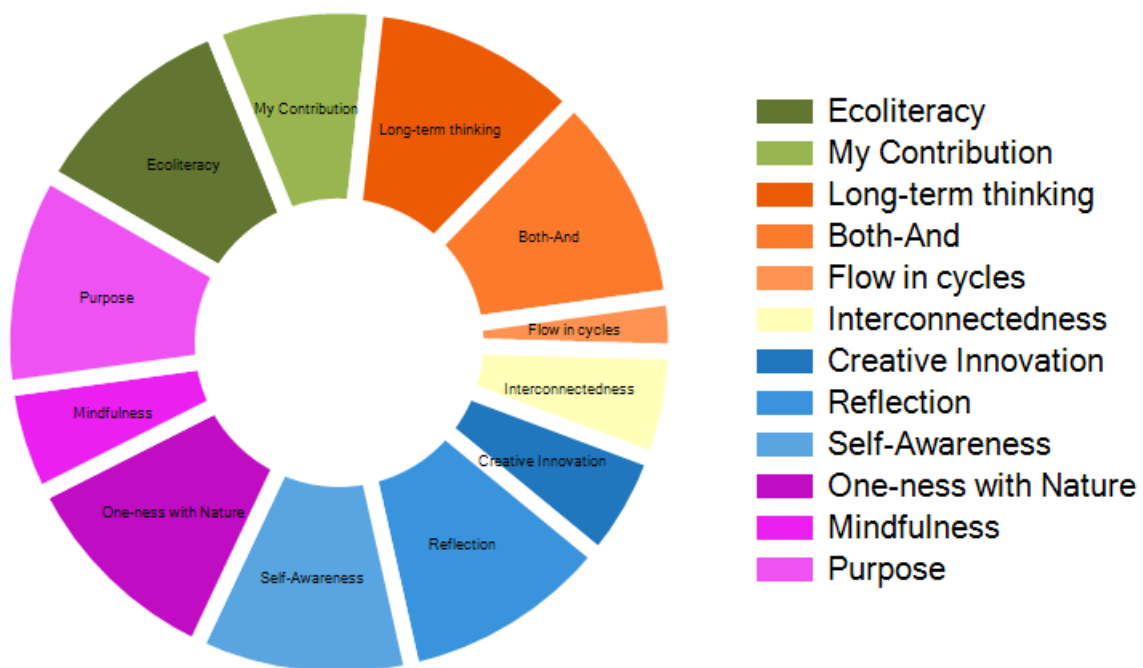 My Contribution
Long-term thinking
Ecoliteracy
Both-And
Purpose
Flow in cycles
Interconnectedness
Mindfulness
Creative Innovation
One-ness with Nature
Reflection
Self-Awareness
Ecoliteracy
My Contribution
Long-term thinking
Both-And
Flow in cycles
Interconnectedness
Creative Innovation
Reflection
Self-Awareness
One-ness with Nature
Mindfulness
Purpose